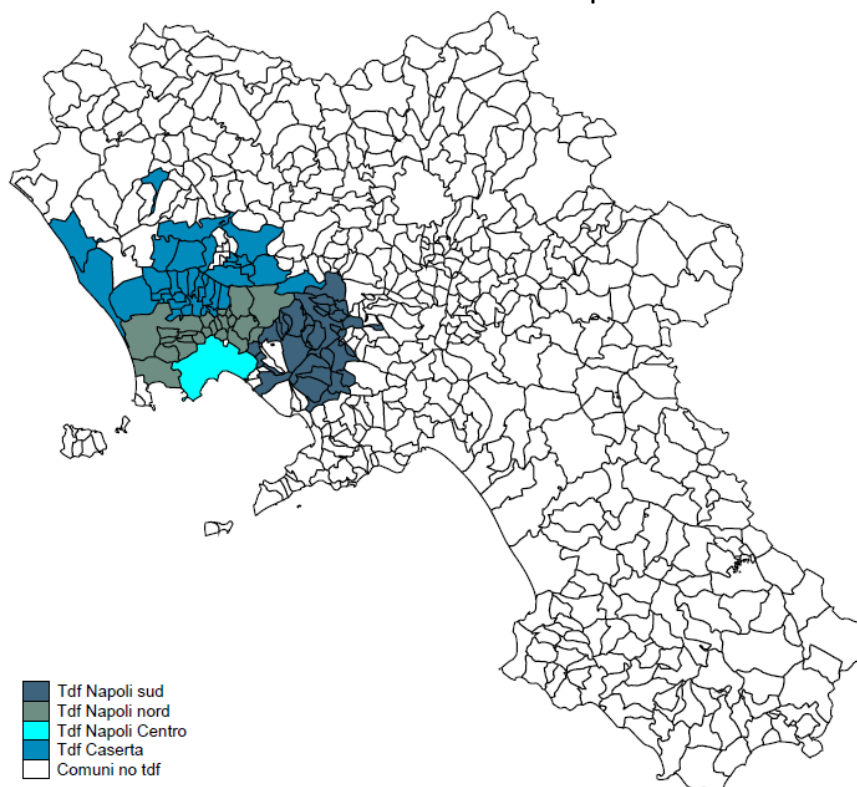 Tdf Napoli sud
Tdf Napoli nord
Tdf Napoli Centro
Tdf Caserta
Comuni no tdf